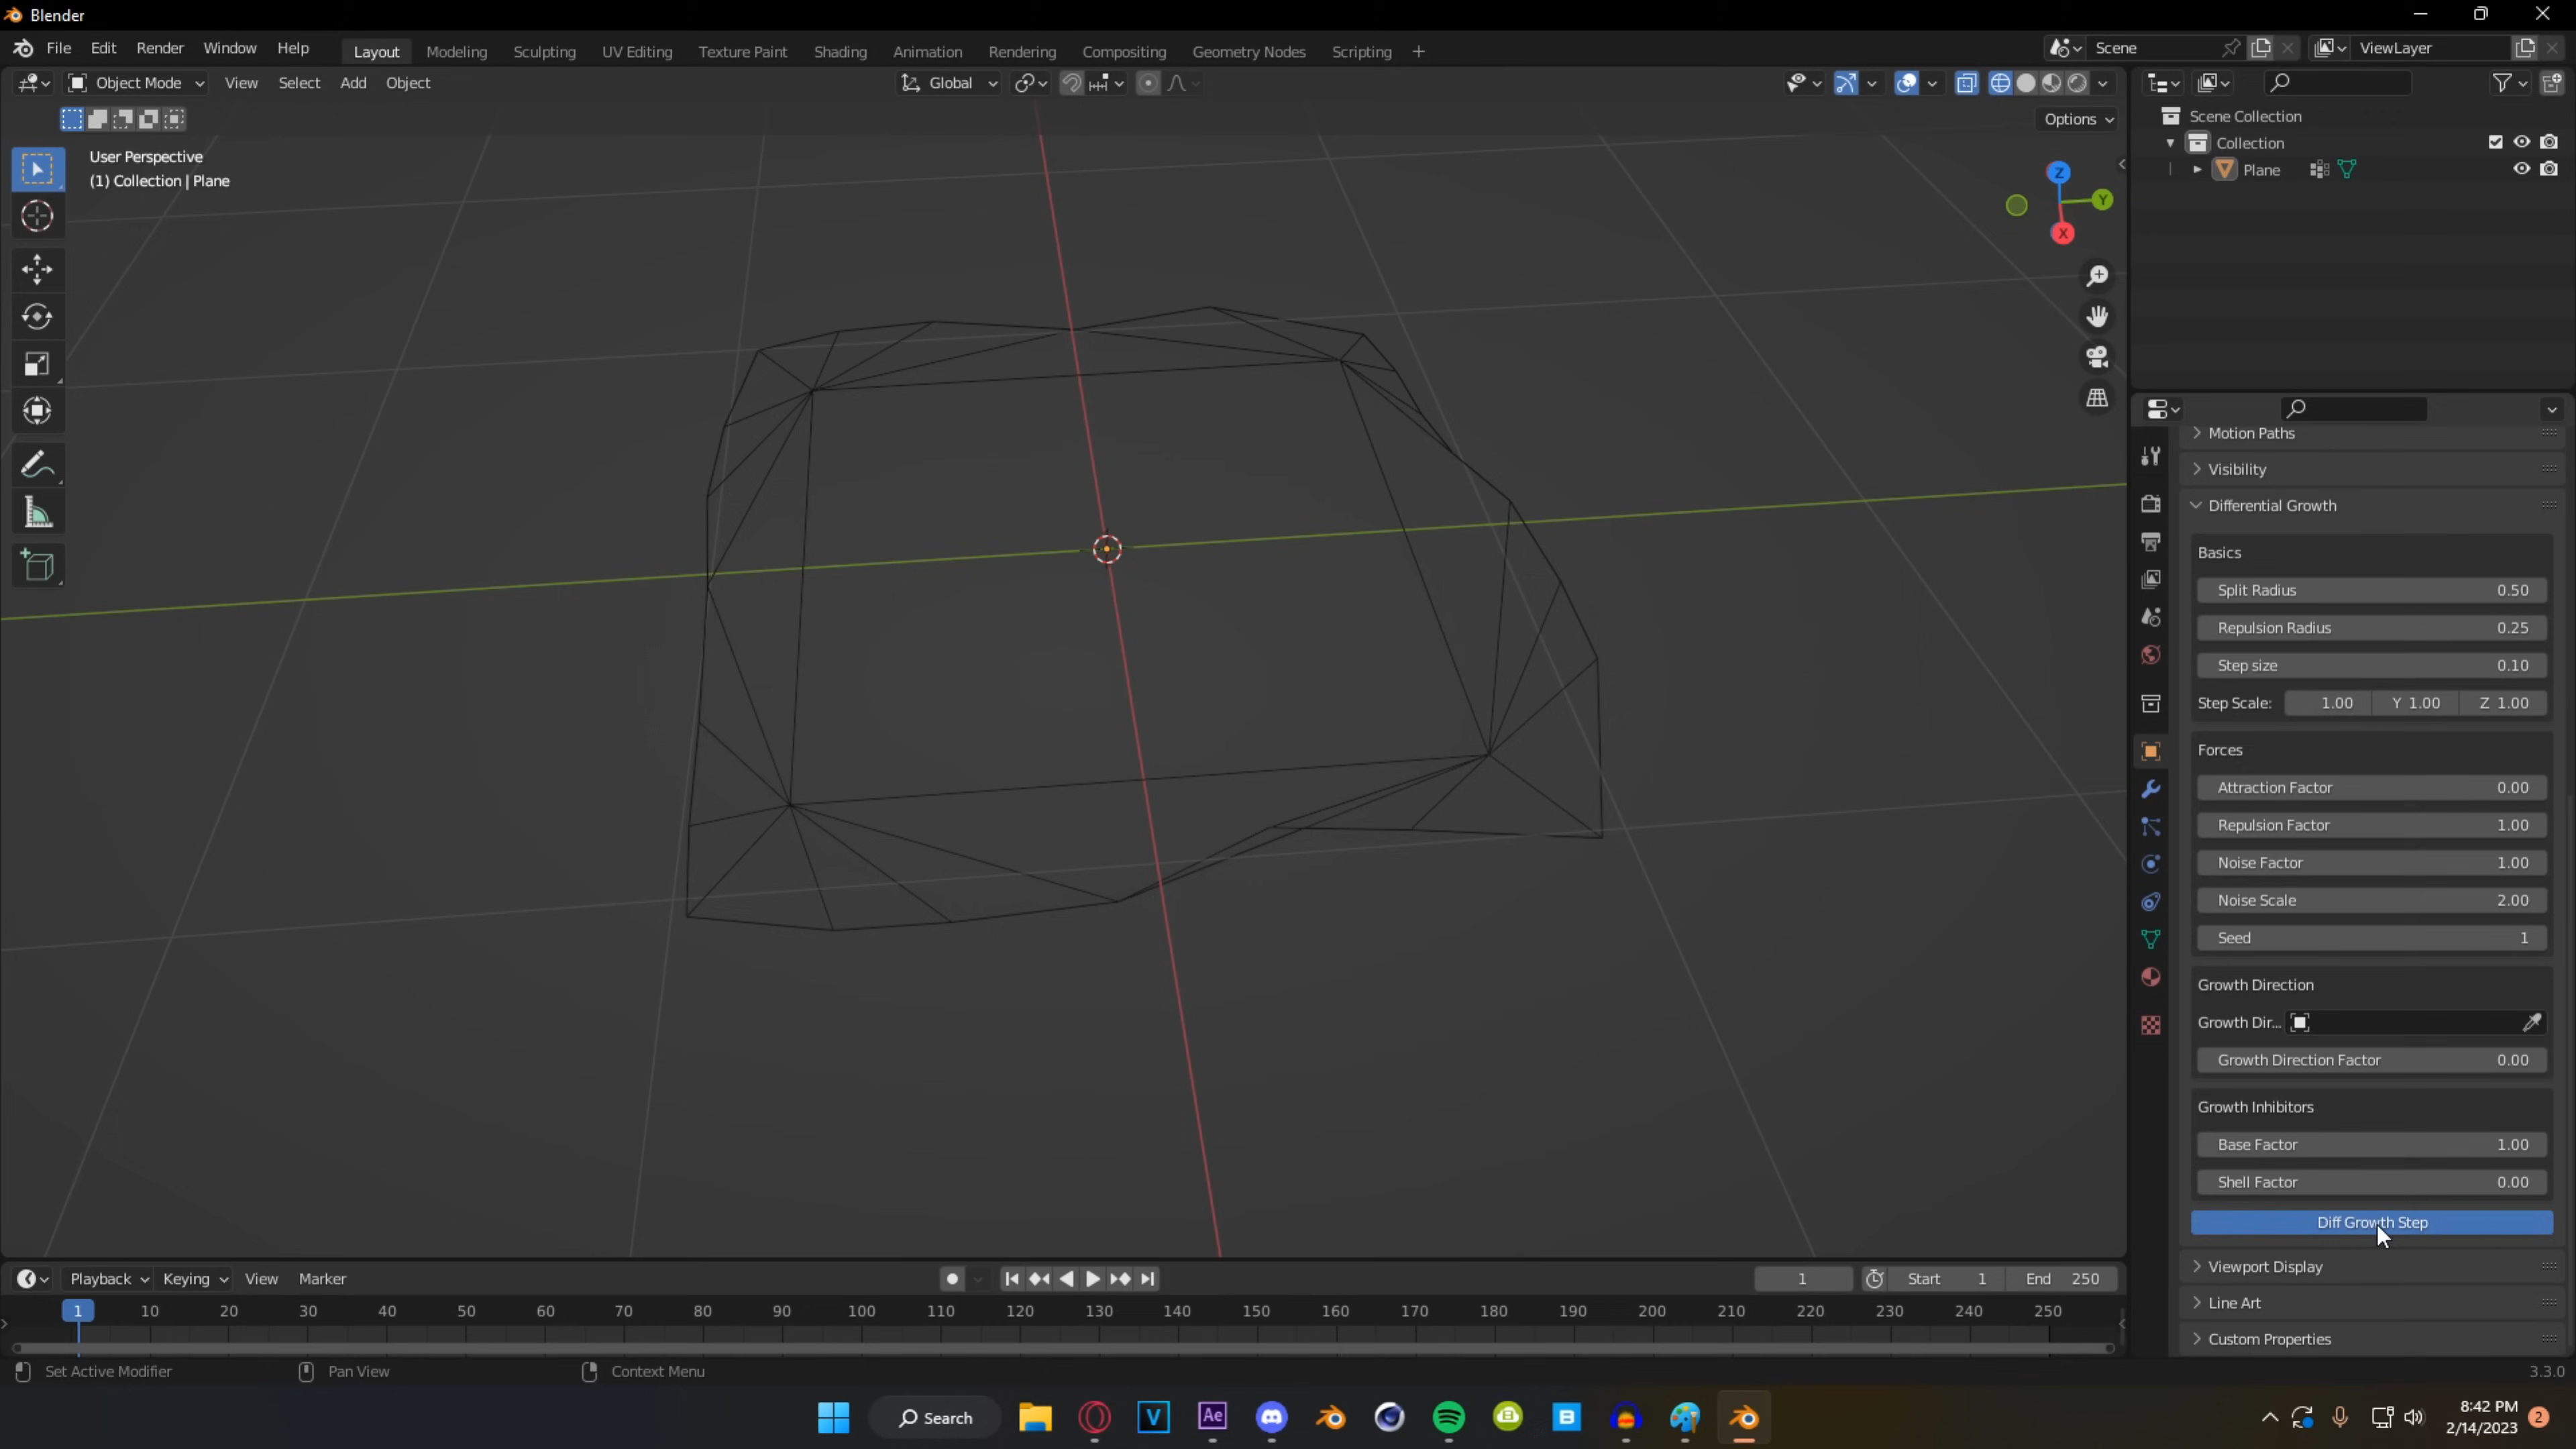 Blender
File Edit Render Window Help Layout Modeling Sculpting UV Editing Texture Paint Shading Animation Rendering Compositing Geometry Nodes Scripting + Scene ViewLayer
Object Mode View Select Add Object Global
Options
User Perspective
(1) Collection | Plane
Z
Y
X
Scene Collection
Collection
Plane
Motion Paths
Visibility
Differential Growth
Basics
Split Radius 0.50
Repulsion Radius 0.25
Step size 0.10
Step Scale: 1.00 Y 1.00 Z 1.00
Forces
Attraction Factor 0.00
Repulsion Factor 1.00
Noise Factor 1.00
Noise Scale 2.00
Seed 1
Growth Direction
Growth Dir...
Growth Direction Factor 0.00
Growth Inhibitors
Base Factor 1.00
Shell Factor 0.00
Diff Growth Step
Viewport Display
Line Art
Custom Properties
Playback Keying View Marker 1 Start 1 End 250
1 10 20 30 40 50 60 70 80 90 100 110 120 130 140 150 160 170 180 190 200 210 220 230 240 250
Set Active Modifier Pan View Context Menu 3.3.0
Search V Ae B B
8:42 PM
2/14/2023 2